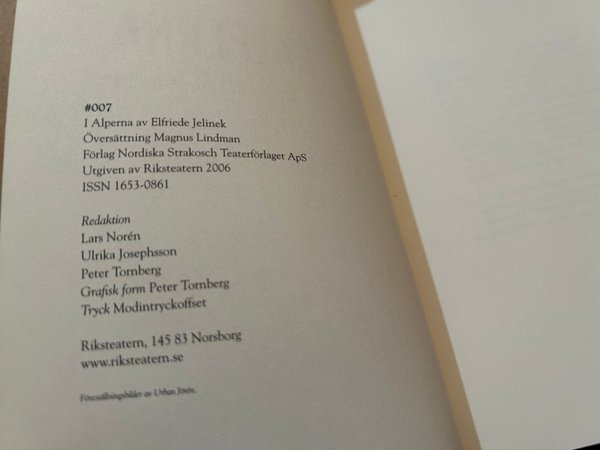 #007
I Alperna av Elfriede Jelinek
Översättning Magnus Lindman
Förlag Nordiska Strakosch Teaterförlaget ApS
Utgiven av Riksteatern 2006
ISSN 1653-0861
Redaktion
Lars Norén
Ulrika Josephsson
Peter Tornberg
Grafisk form Peter Tornberg
Tryck Modintryckoffset
Riksteatern, 145 83 Norsborg
www.riksteatern.se
Föreställningsbilder av Urban Jörén.